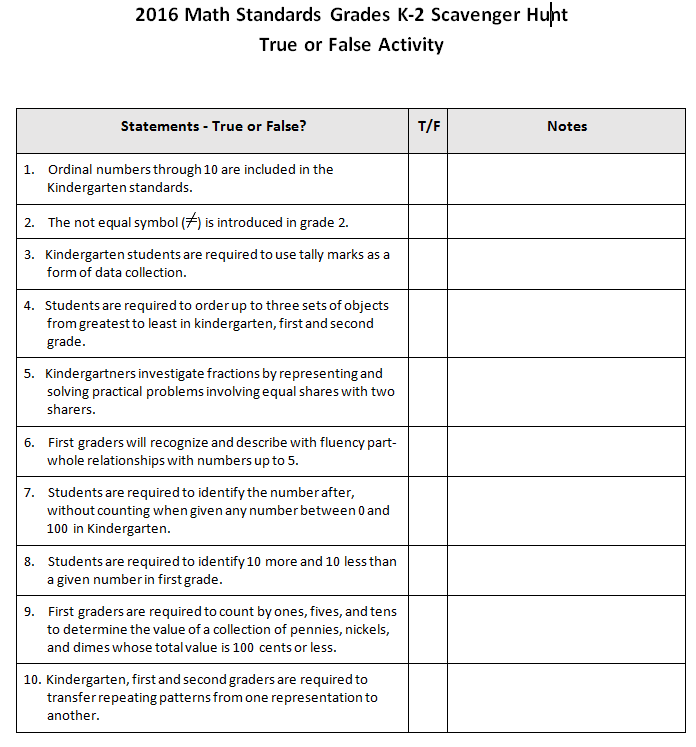 2016 Math Standards Grades K-2 Scavenger Hunt
True or False Activity
Statements - True or False?
T/F
Notes
1. Ordinal numbers through 10 are included in the
Kindergarten standards.
2. The not equal symbol (≠) is introduced in grade 2.
3. Kindergarten students are required to use tally marks as a
form of data collection.
4. Students are required to order up to three sets of objects
from greatest to least in kindergarten, first and second
grade.
5. Kindergartners investigate fractions by representing and
solving practical problems involving equal shares with two
sharers.
6. First graders will recognize and describe with fluency part-
whole relationships with numbers up to 5.
7. Students are required to identify the number after,
without counting when given any number between 0 and
100 in Kindergarten.
8. Students are required to identify 10 more and 10 less than
a given number in first grade.
9. First graders are required to count by ones, fives, and tens
to determine the value of a collection of pennies, nickels,
and dimes whose total value is 100 cents or less.
10. Kindergarten, first and second graders are required to
transfer repeating patterns from one representation to
another.